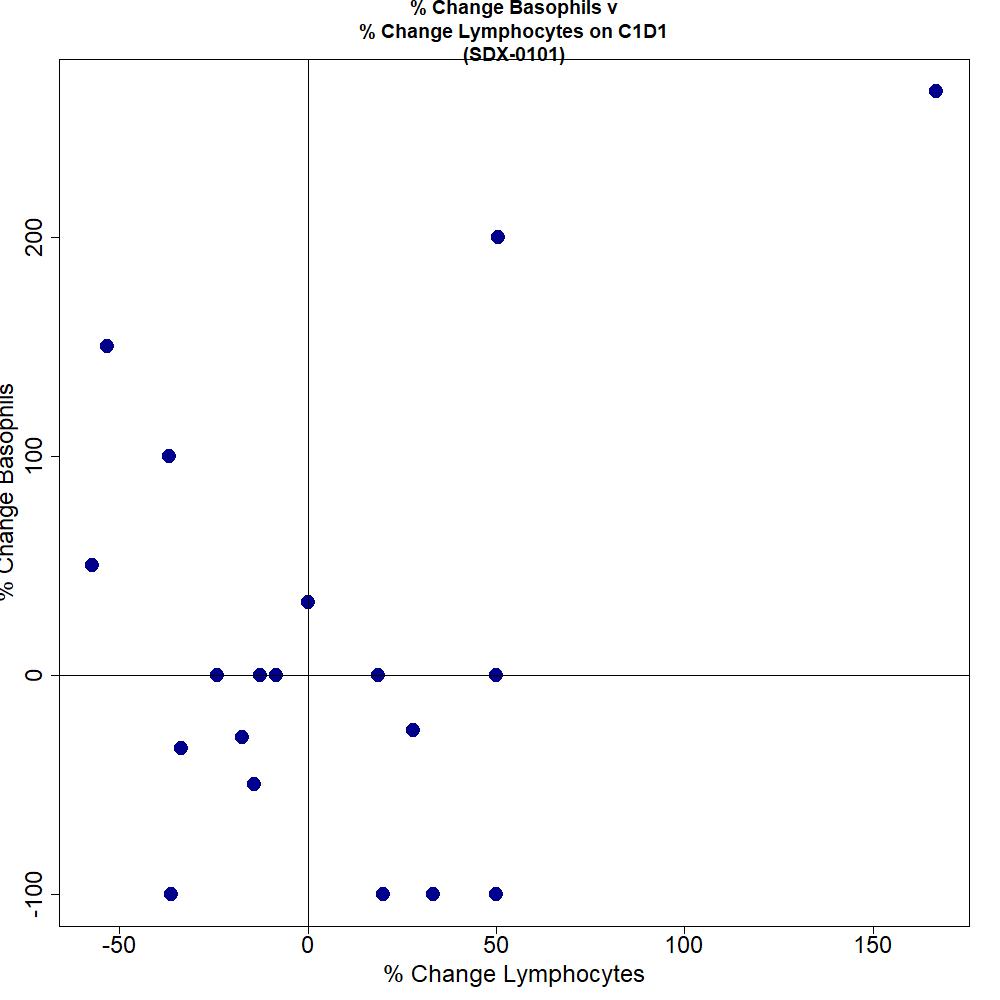 % Change Basophils v
% Change Lymphocytes on C1D1
(SDX-0101)
% Change Basophils
200
100
0
-100
-50
0
50
100
150
% Change Lymphocytes